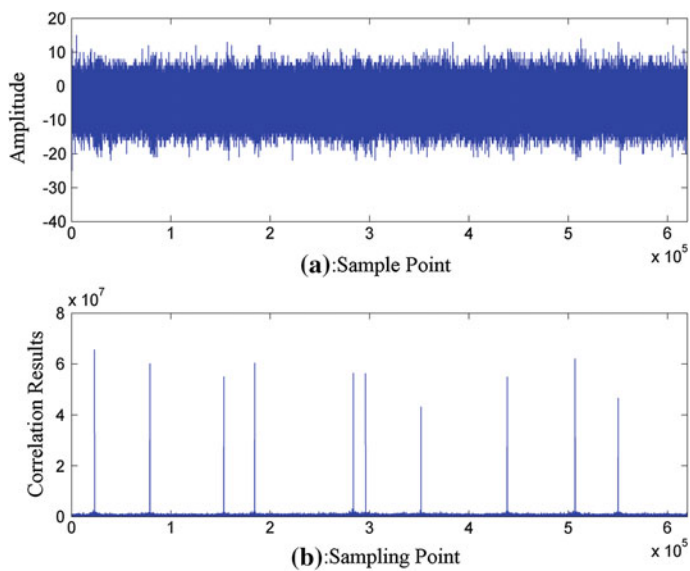 20
10
0
-10
-20
-30
-40
Amplitude
0 1 2 3 4 5 6
x 10^5
(a):Sample Point
x 10^7
8
6
4
2
0
Correlation Results
0 1 2 3 4 5 6
x 10^5
(b):Sampling Point